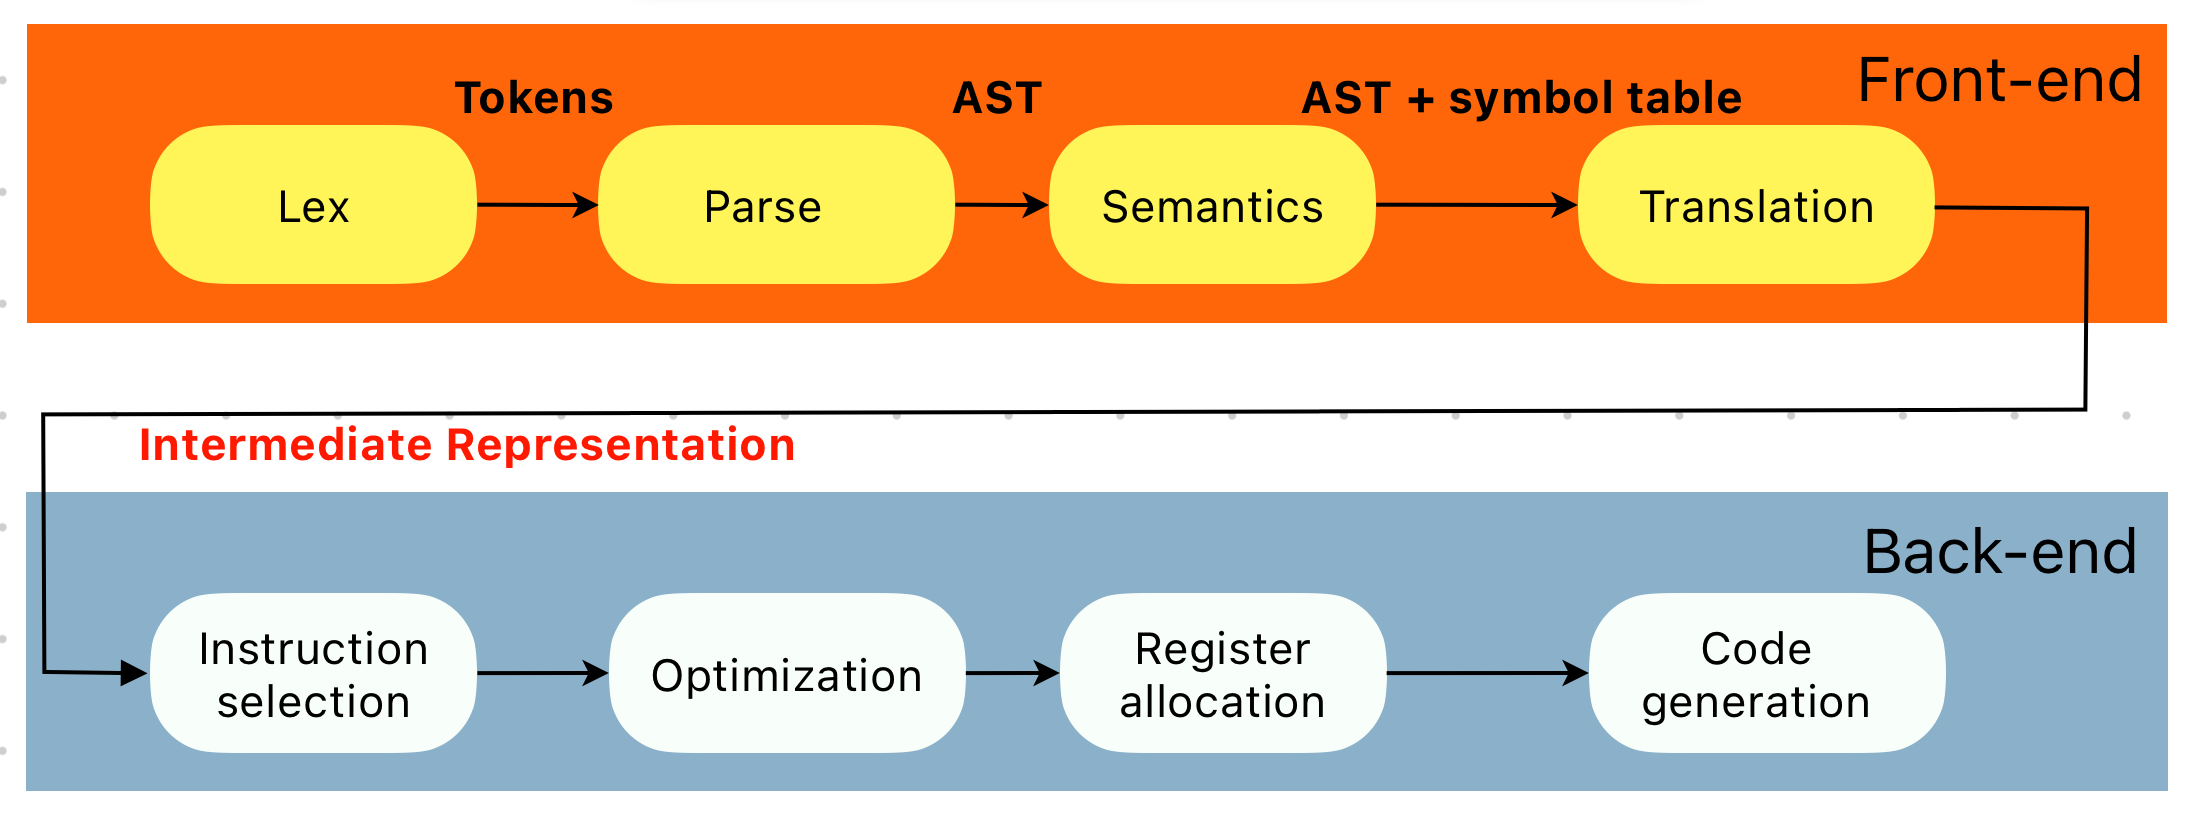 Front-end
Tokens
AST
AST + symbol table
Lex
Parse
Semantics
Translation
Intermediate Representation
Back-end
Instruction
selection
Optimization
Register
allocation
Code
generation